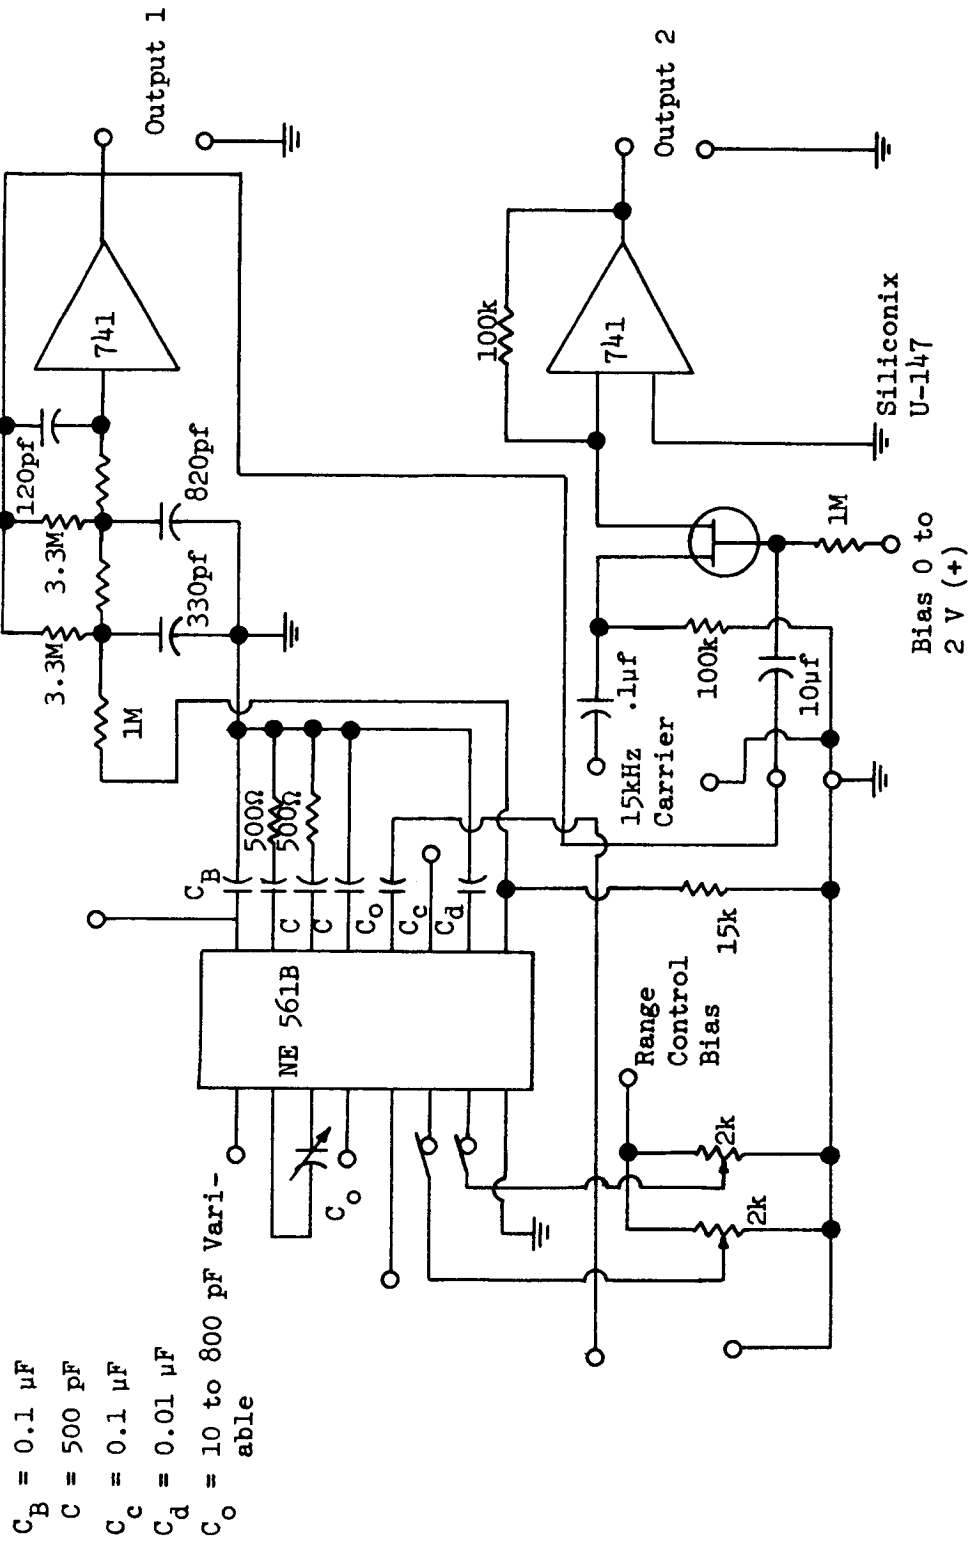 C_B = 0.1 µF
C = 500 pF
C_c = 0.1 µF
C_d = 0.01 µF
C_o = 10 to 800 pF Vari-
able
C_o
NE 561B
C_B
C
C
C_o
C_c
C_d
500Ω
500Ω
1M
3.3M
3.3M
330pf
820pf
120pf
741
Output 1
2k
2k
Range
Control
Bias
15k
15kHz
Carrier
.1µf
100k
10µf
1M
Bias 0 to
2 V (+)
100k
741
Siliconix
U-147
Output 2